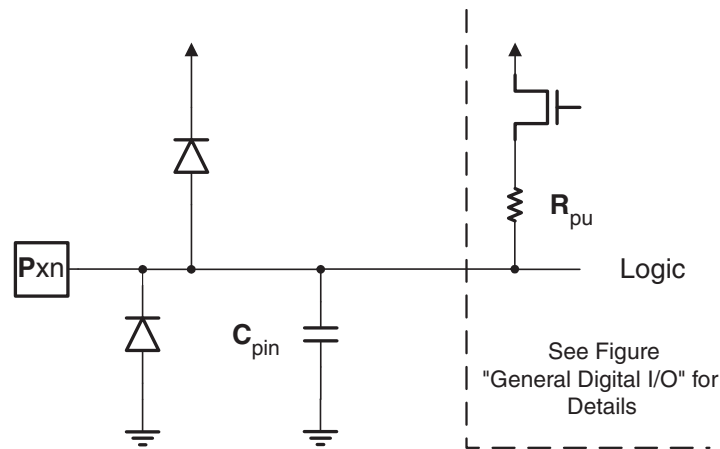 R
pu
Pxn
Logic
C
pin
See Figure
"General Digital I/O" for
Details